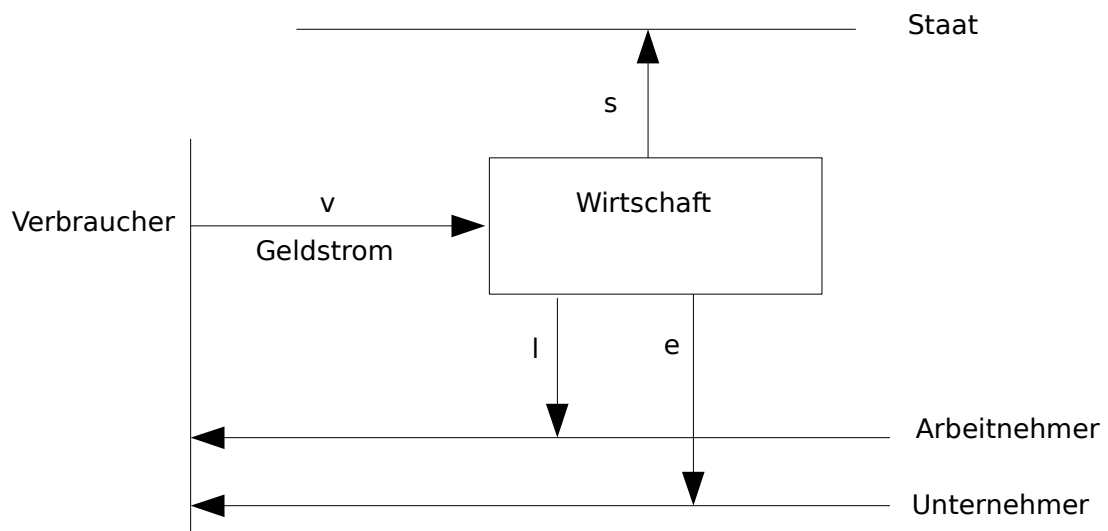 Staat
s
Wirtschaft
v
Verbraucher
Geldstrom
l
e
Arbeitnehmer
Unternehmer